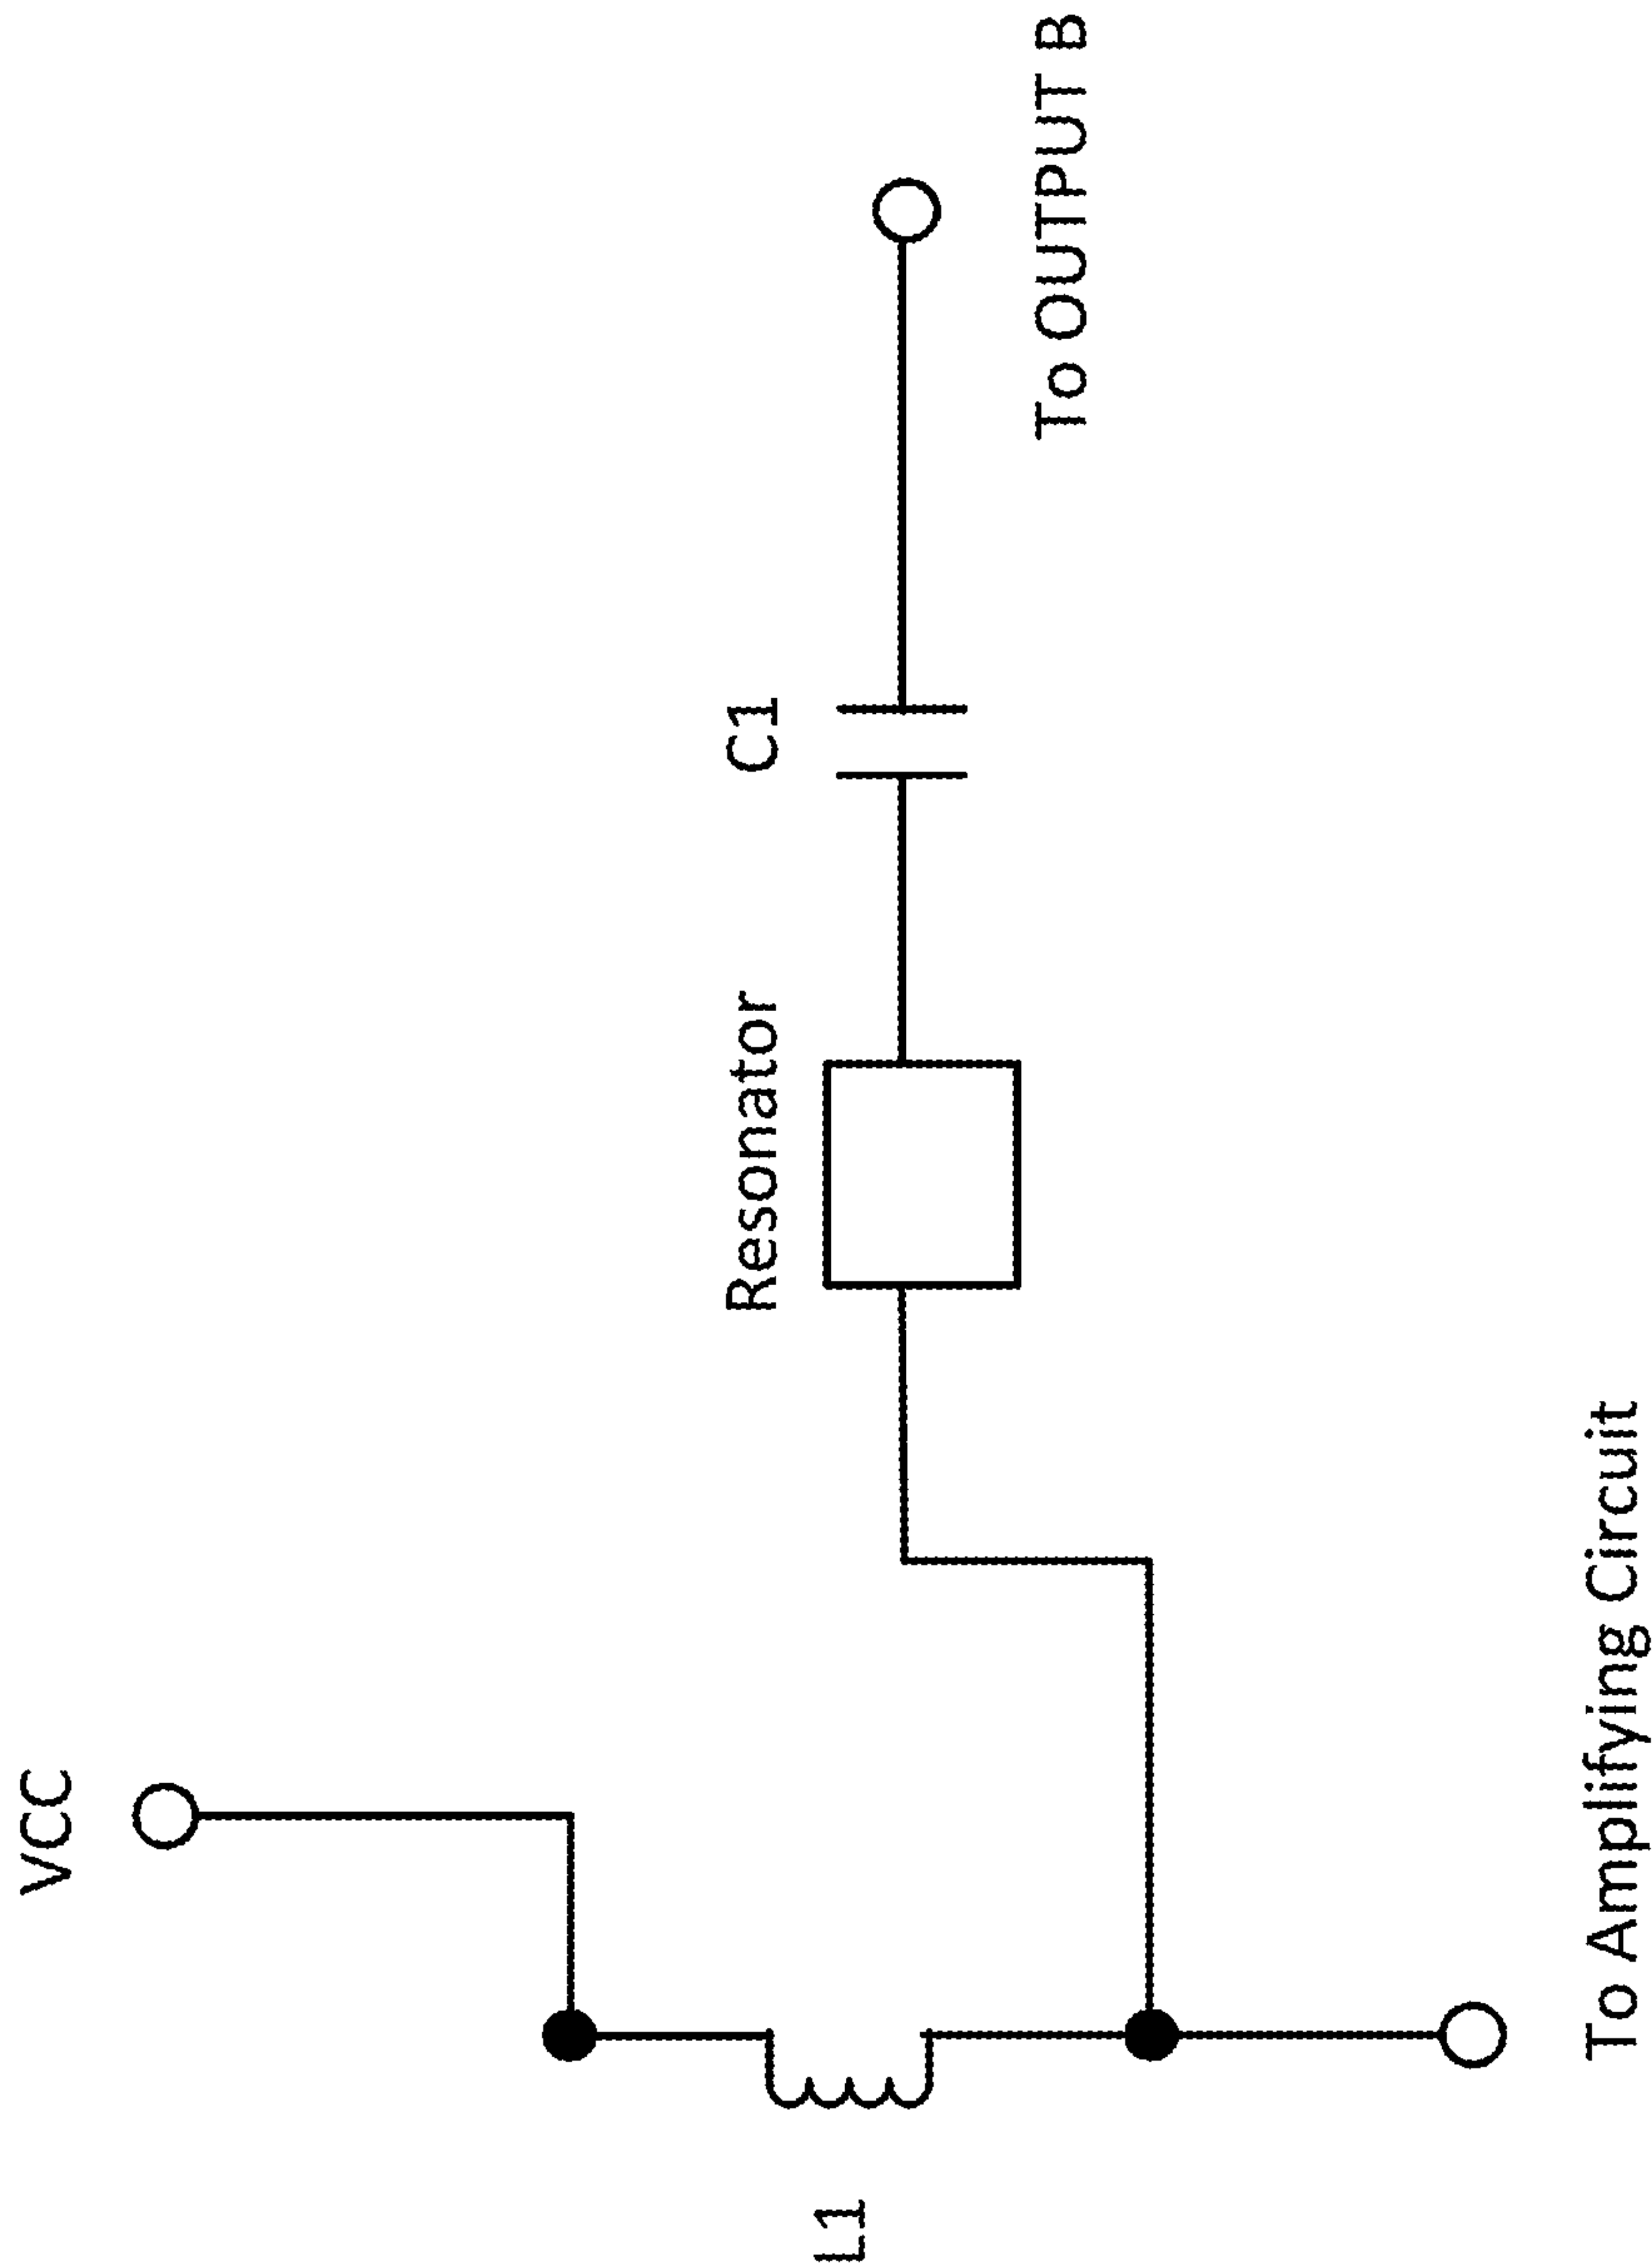 VCC
L1
Resonator
C1
To OUTPUT B
To Amplifying Circuit